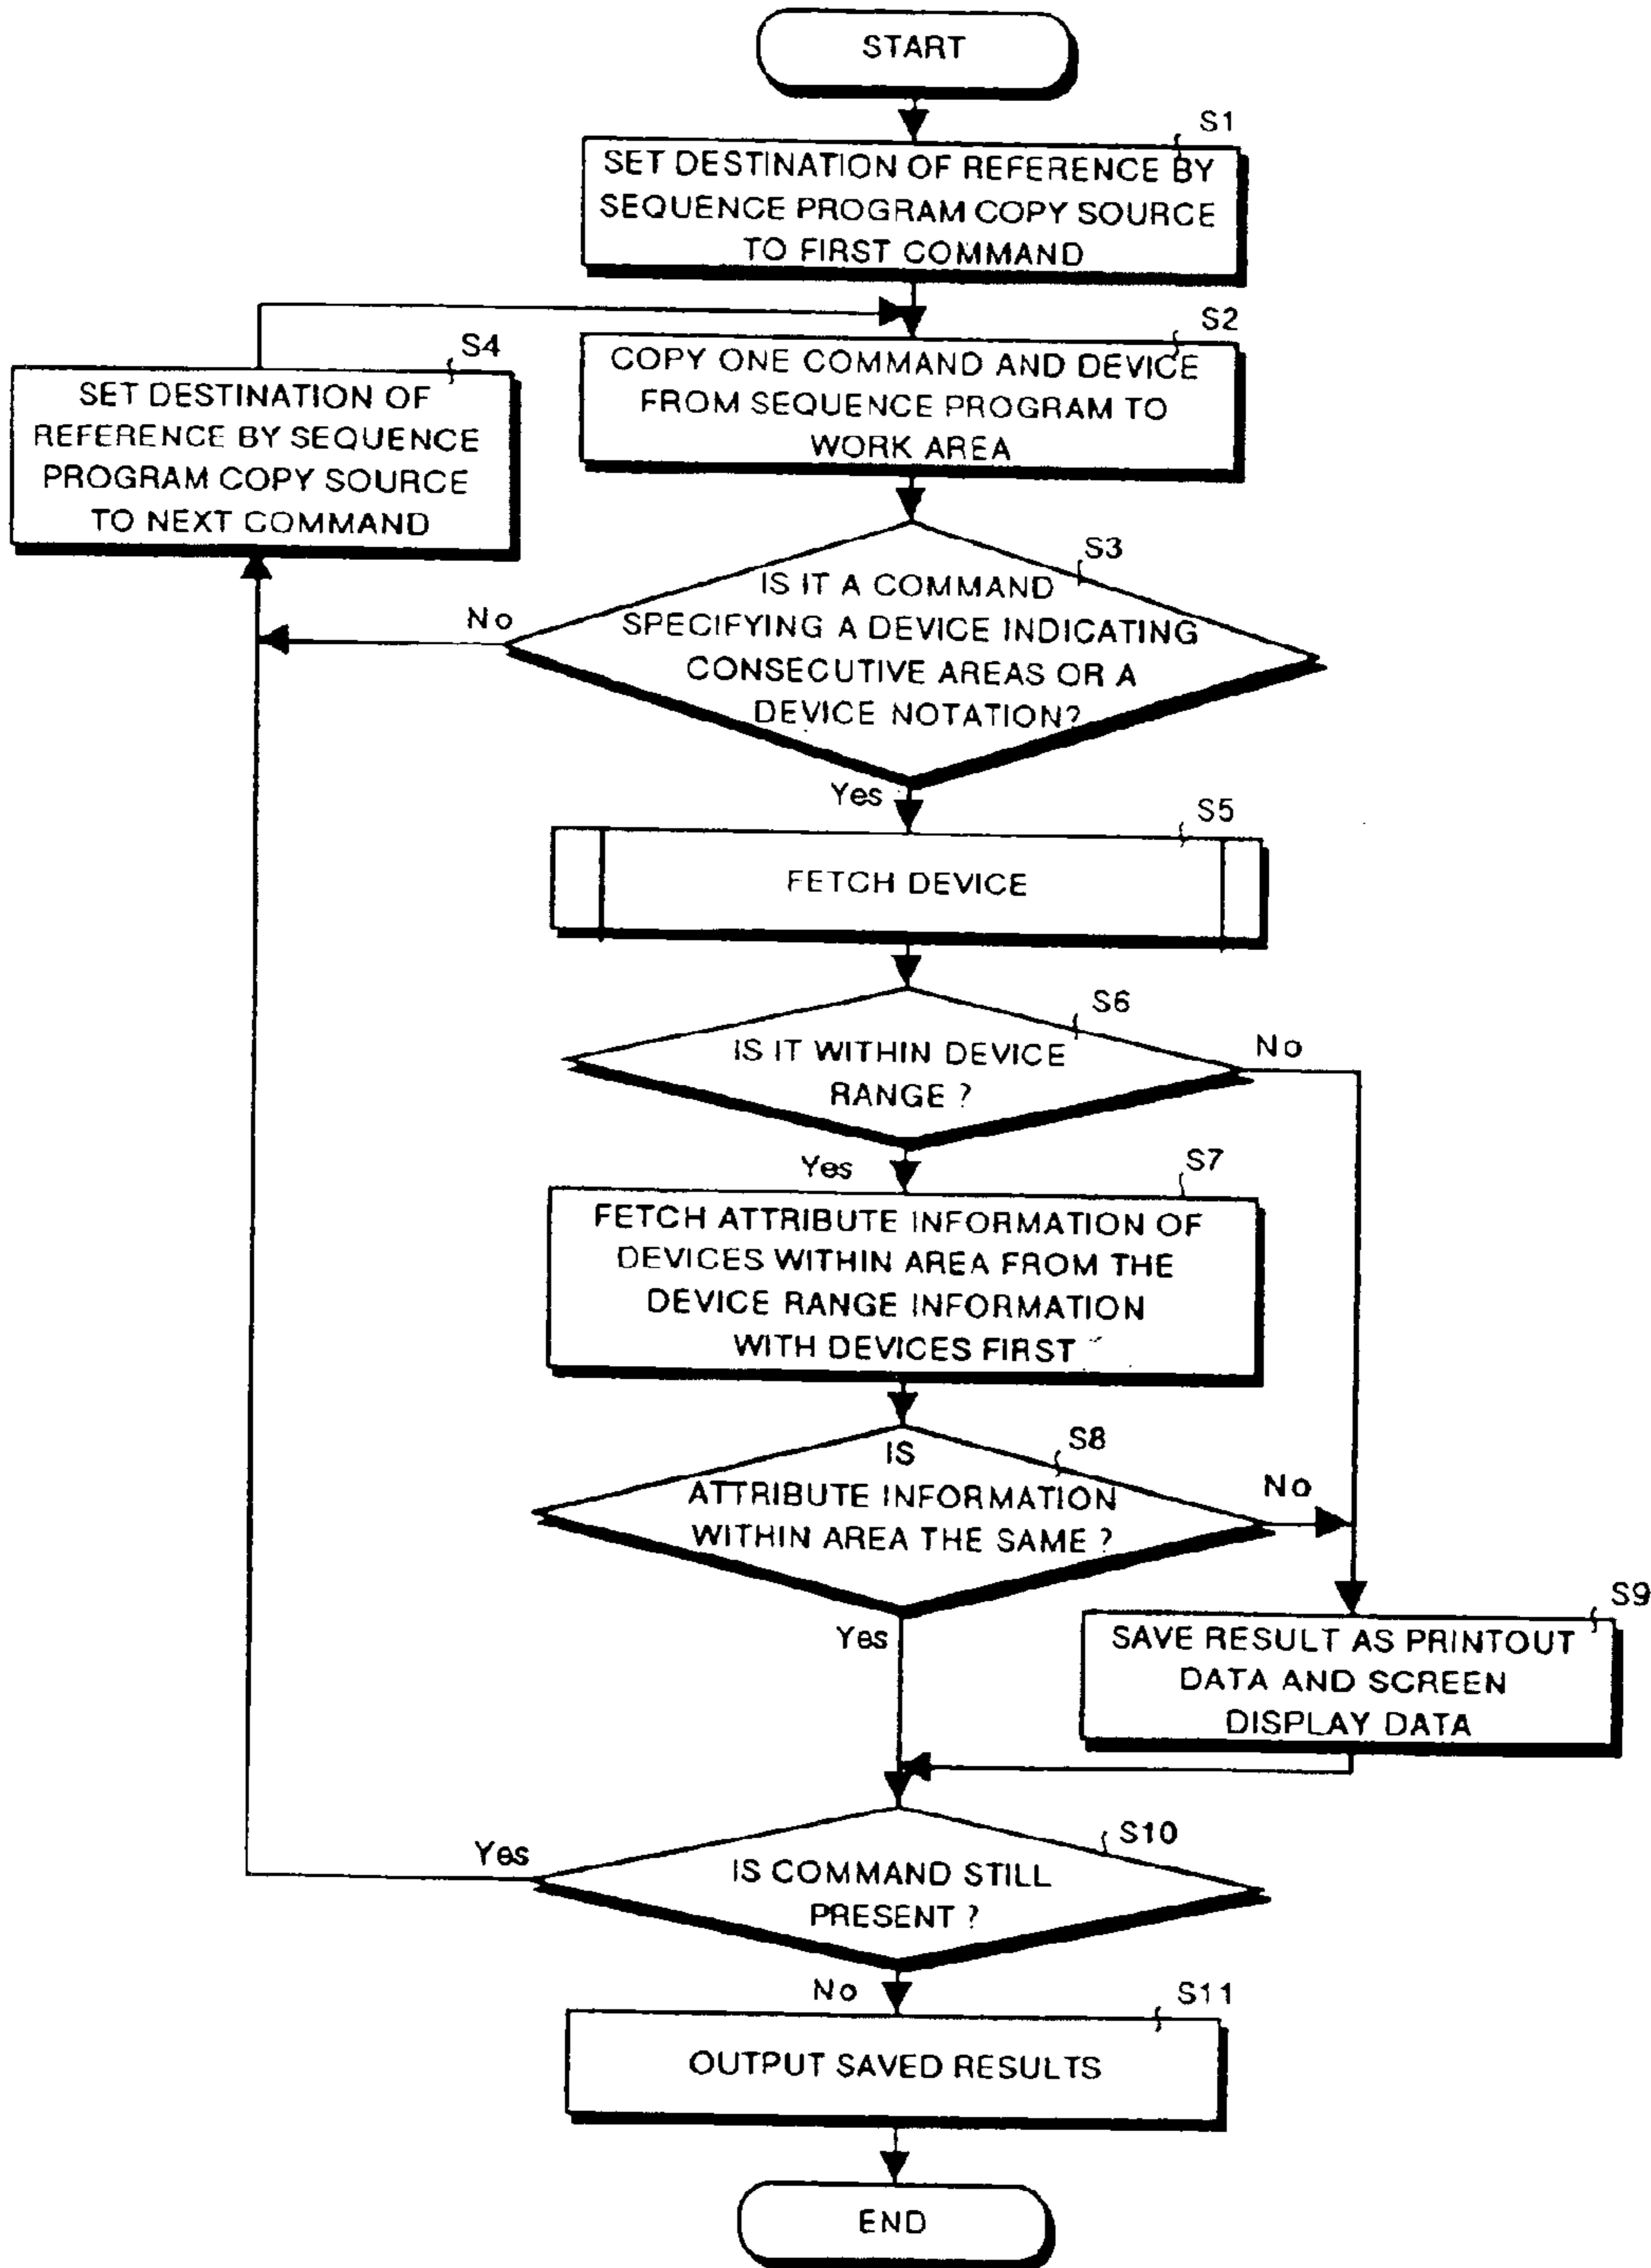 START
S1
SET DESTINATION OF REFERENCE BY
SEQUENCE PROGRAM COPY SOURCE
TO FIRST COMMAND
S2
COPY ONE COMMAND AND DEVICE
FROM SEQUENCE PROGRAM TO
WORK AREA
S4
SET DESTINATION OF
REFERENCE BY SEQUENCE
PROGRAM COPY SOURCE
TO NEXT COMMAND
S3
IS IT A COMMAND
SPECIFYING A DEVICE INDICATING
CONSECUTIVE AREAS OR A
DEVICE NOTATION?
No
Yes
S5
FETCH DEVICE
S6
IS IT WITHIN DEVICE
RANGE ?
No
Yes
S7
FETCH ATTRIBUTE INFORMATION OF
DEVICES WITHIN AREA FROM THE
DEVICE RANGE INFORMATION
WITH DEVICES FIRST
S8
IS
ATTRIBUTE INFORMATION
WITHIN AREA THE SAME ?
No
Yes
S9
SAVE RESULT AS PRINTOUT
DATA AND SCREEN
DISPLAY DATA
S10
IS COMMAND STILL
PRESENT ?
Yes
No
S11
OUTPUT SAVED RESULTS
END